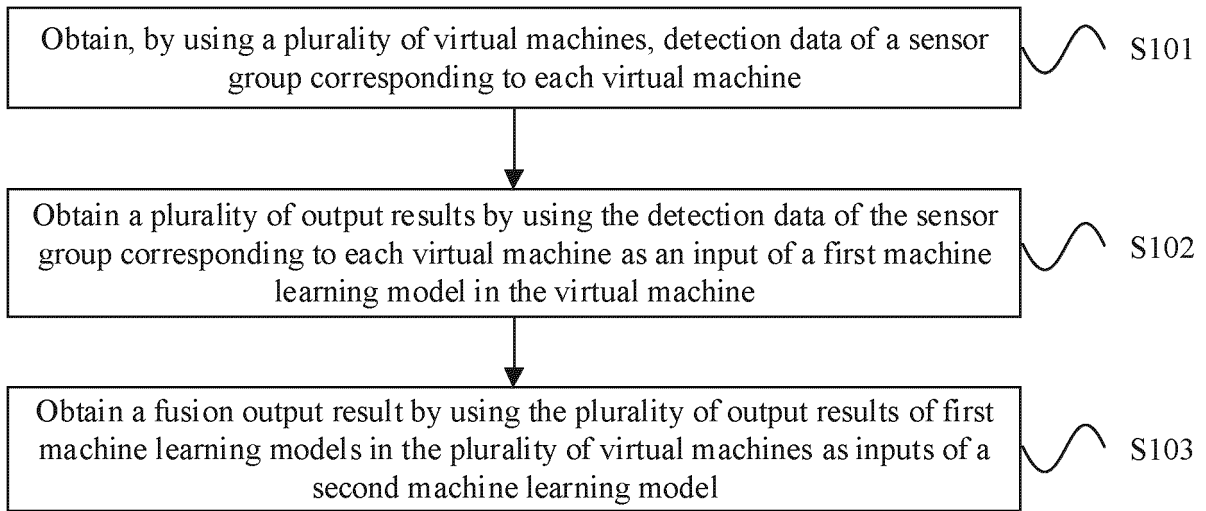 Obtain, by using a plurality of virtual machines, detection data of a sensor
group corresponding to each virtual machine
S101
Obtain a plurality of output results by using the detection data of the sensor
group corresponding to each virtual machine as an input of a first machine
learning model in the virtual machine
S102
Obtain a fusion output result by using the plurality of output results of first
machine learning models in the plurality of virtual machines as inputs of a
second machine learning model
S103